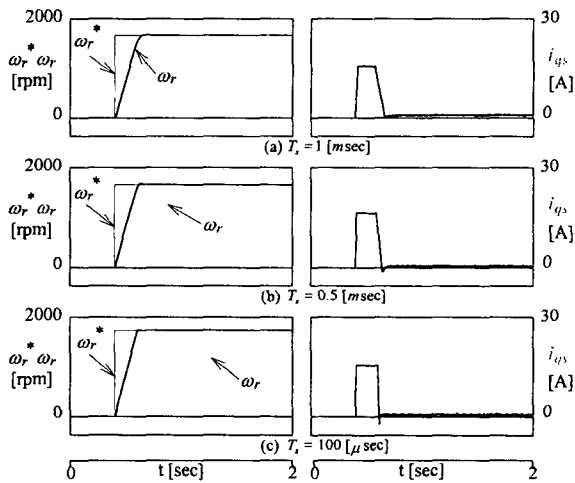 2000 30
ωr* ωr* ωr ωr iqs
[rpm] [A]
0 0
(a) Ts = 1 [msec]
2000 30
ωr* ωr* ωr ωr iqs
[rpm] [A]
0 0
(b) Ts = 0.5 [msec]
2000 30
* ωr* ωr ωr ωr iqs
[rpm] [A]
0 0
(c) Ts = 100 [μ sec]
0 t [sec] 2 0 t [sec] 2